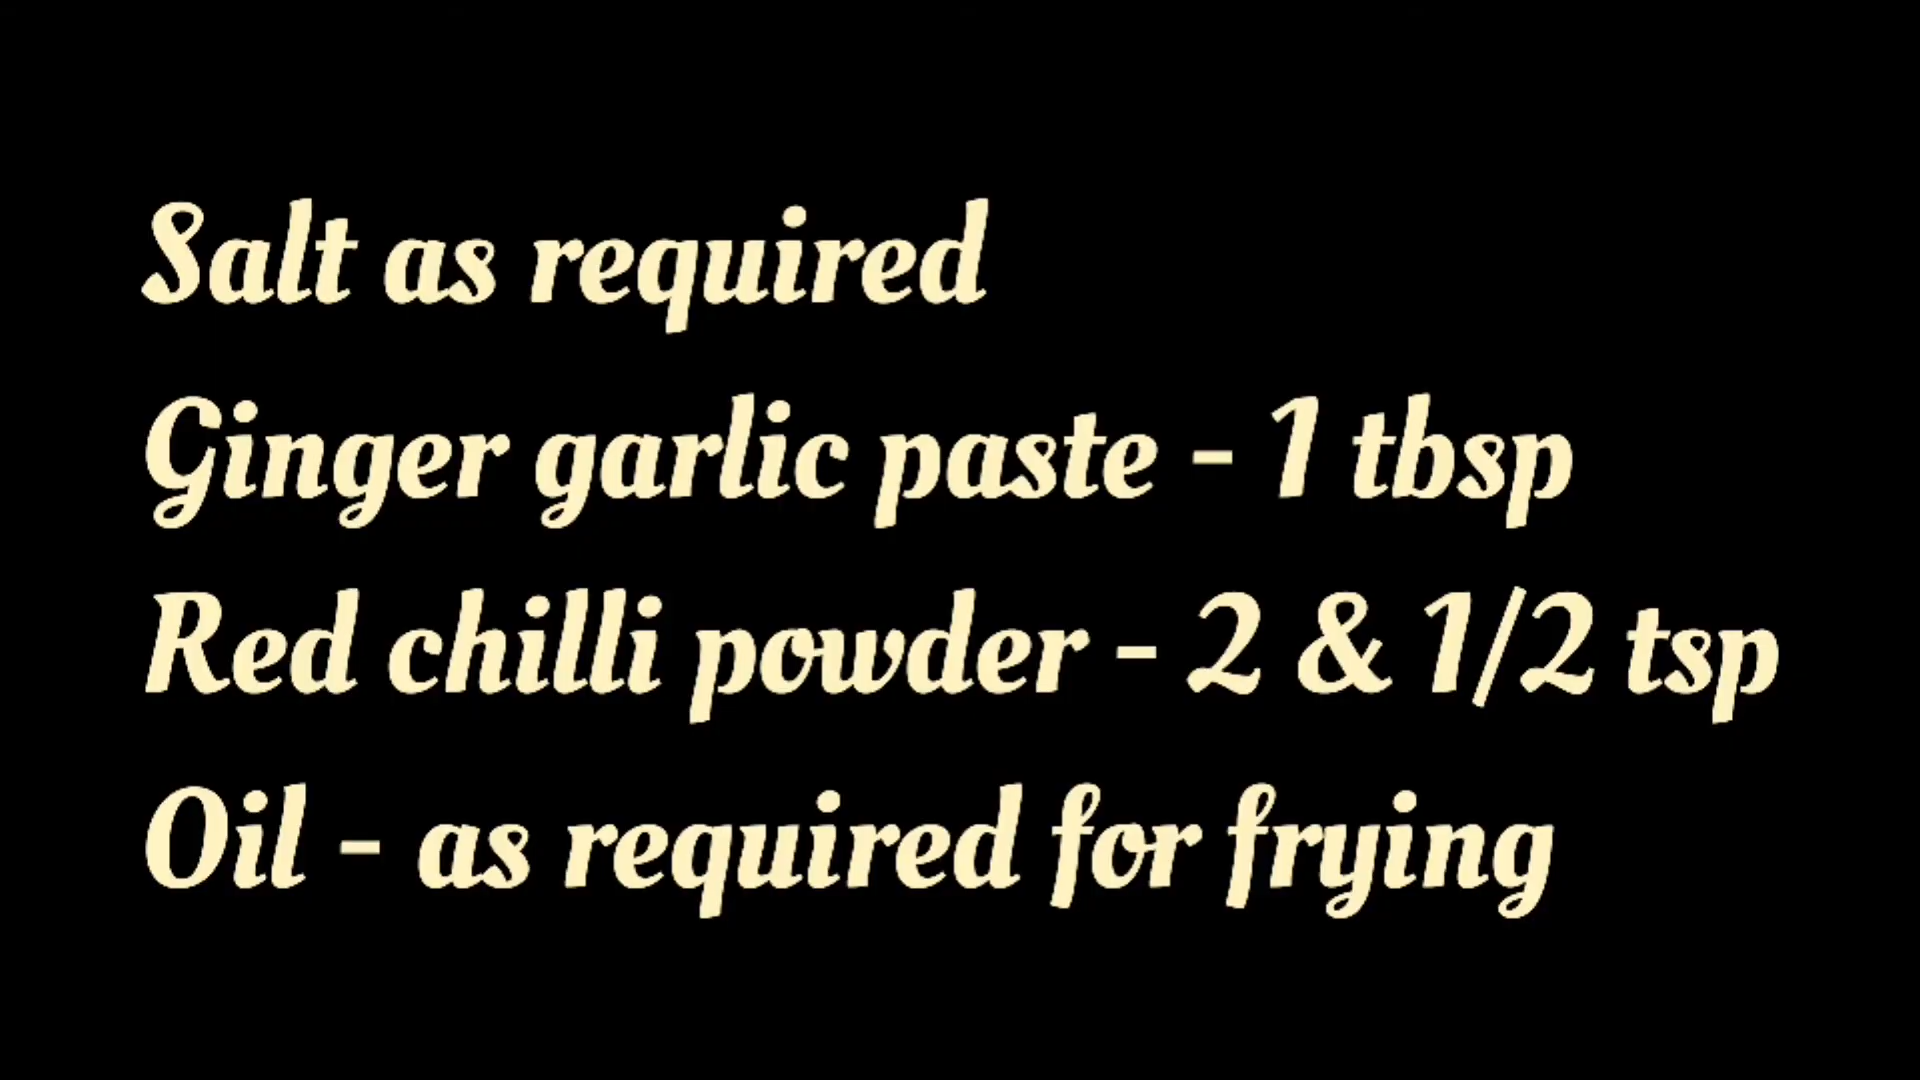 Salt as required
Ginger garlic paste - 1 tbsp
Red chilli powder - 2 & 1/2 tsp
Oil - as required for frying